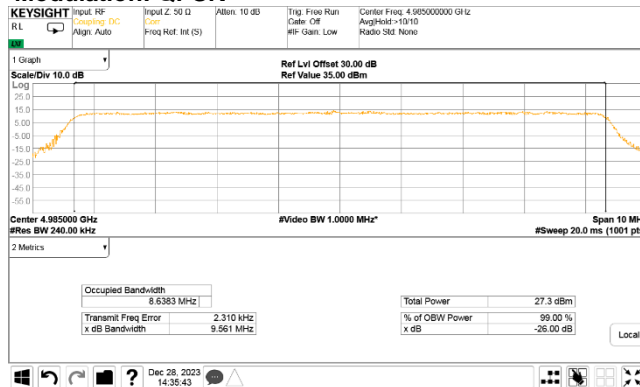 KEYSIGHT Input: RF Input Z: 50 Ω Atten: 10 dB Trig: Free Run Center Freq: 4.985000000 GHz
RL Coupling: DC Corr Gate: Off Avg|Hold:>10/10
Align: Auto Freq Ref: Int (S) #IF Gain: Low Radio Std: None
1 Graph
Ref Lvl Offset 30.00 dB
Scale/Div 10.0 dB Ref Value 35.00 dBm
Log
25.0
15.0
5.00
-5.00
-15.0
-25.0
-35.0
-45.0
-55.0
Center 4.985000 GHz #Video BW 1.0000 MHz* Span 10 MH
#Res BW 240.00 kHz #Sweep 20.0 ms (1001 pts
2 Metrics
Occupied Bandwidth
8.6383 MHz Total Power 27.3 dBm
Transmit Freq Error 2.310 kHz % of OBW Power 99.00 %
x dB Bandwidth 9.561 MHz x dB -26.00 dB
Local
? Dec 28, 2023
14:35:43